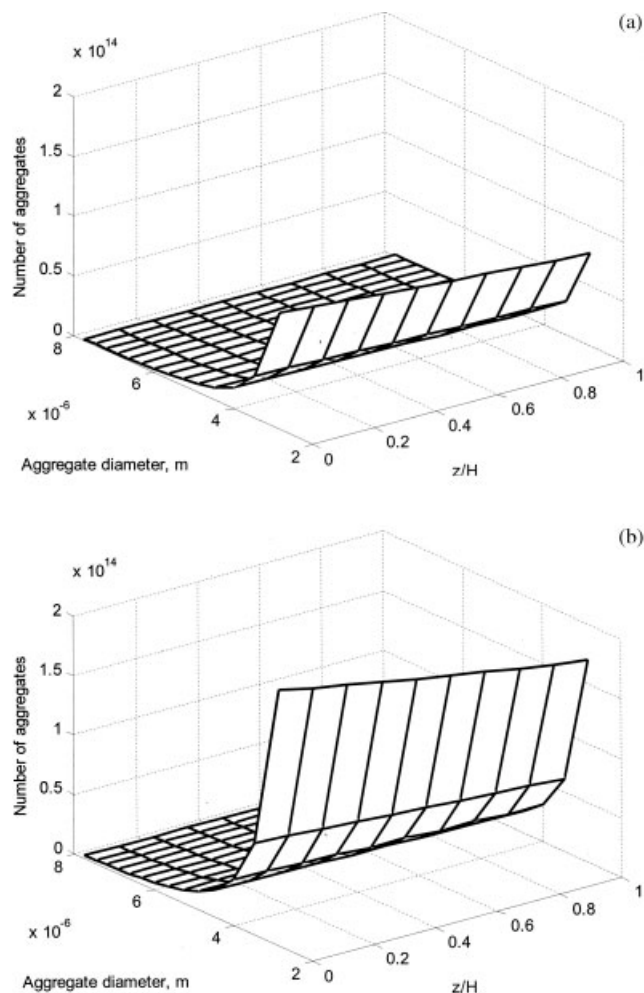 (a)
x 10^14
2
1.5
1
0.5
0
Number of aggregates
8
6
4
2
x 10^-6
Aggregate diameter, m
0
0.2
0.4
0.6
0.8
1
z/H
(b)
x 10^14
2
1.5
1
0.5
0
Number of aggregates
8
6
4
2
x 10^-6
Aggregate diameter, m
0
0.2
0.4
0.6
0.8
1
z/H